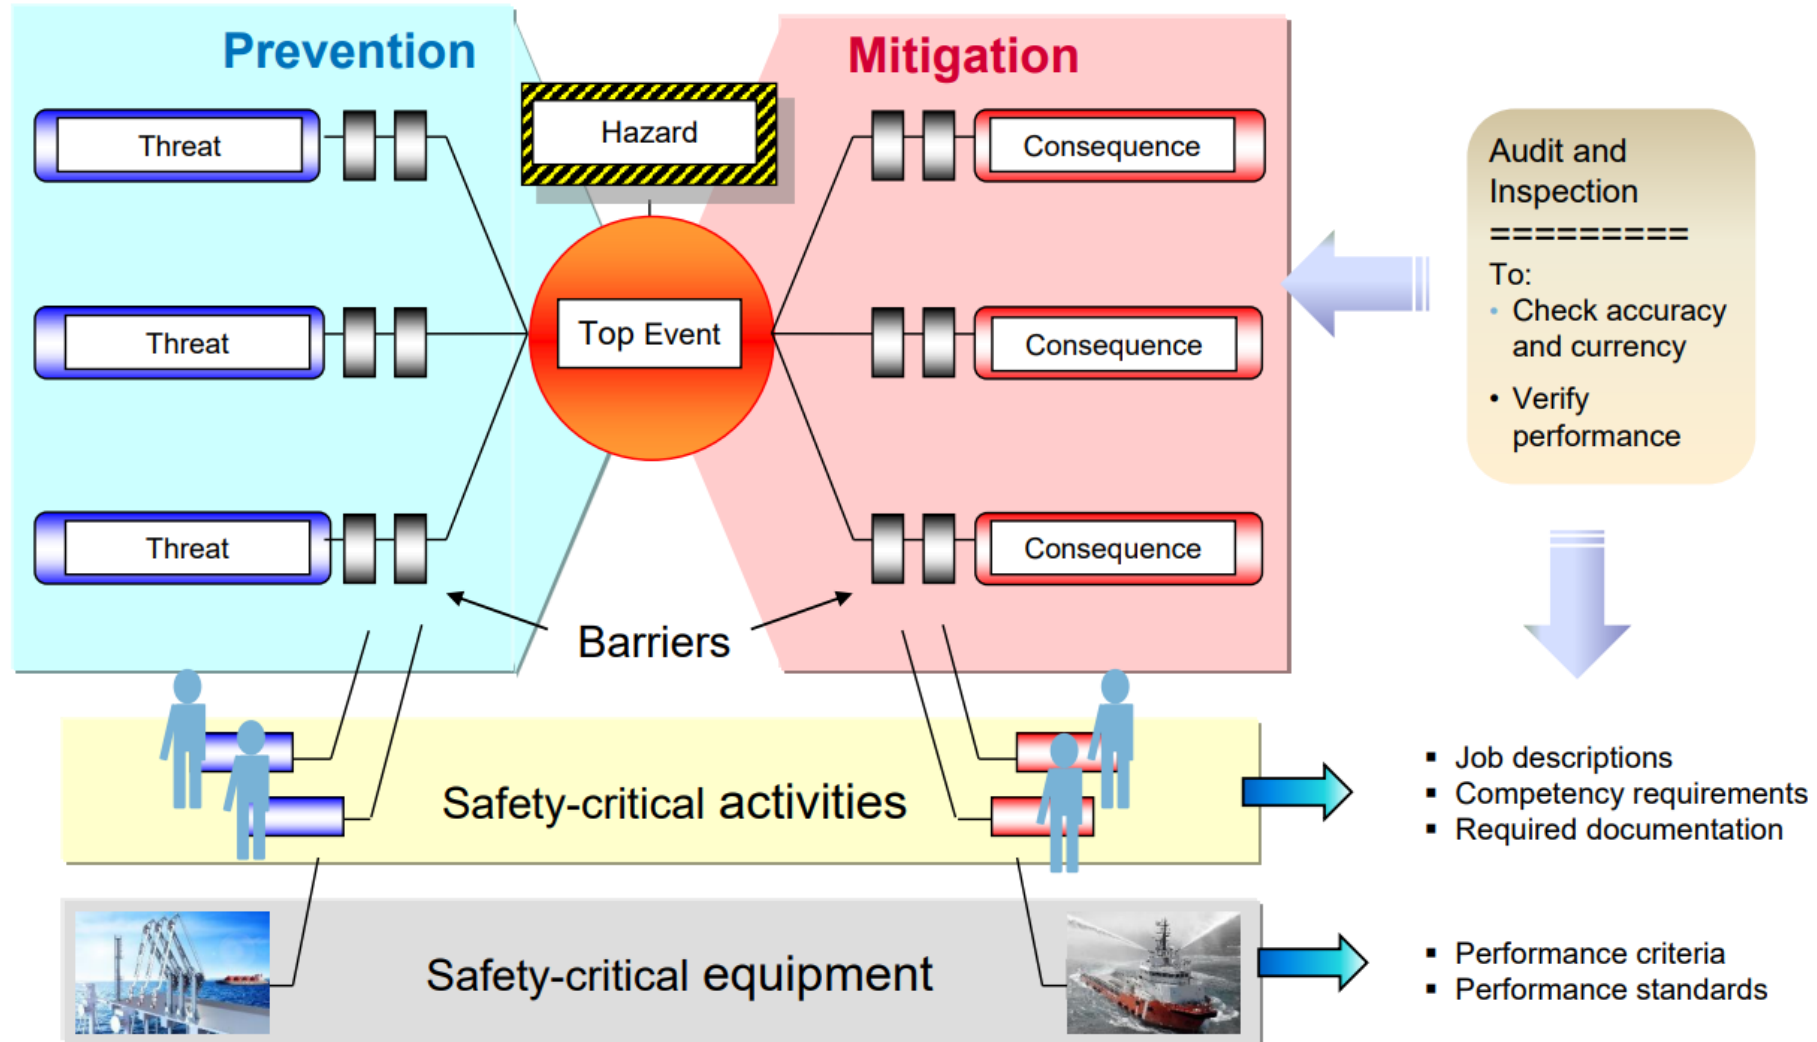 Prevention
Mitigation
Hazard
Threat
Consequence
Top Event
Threat
Consequence
Threat
Consequence
Barriers
Audit and
Inspection
=========
To:
• Check accuracy
and currency
• Verify
performance
Safety-critical activities
▪ Job descriptions
▪ Competency requirements
▪ Required documentation
Safety-critical equipment
▪ Performance criteria
▪ Performance standards